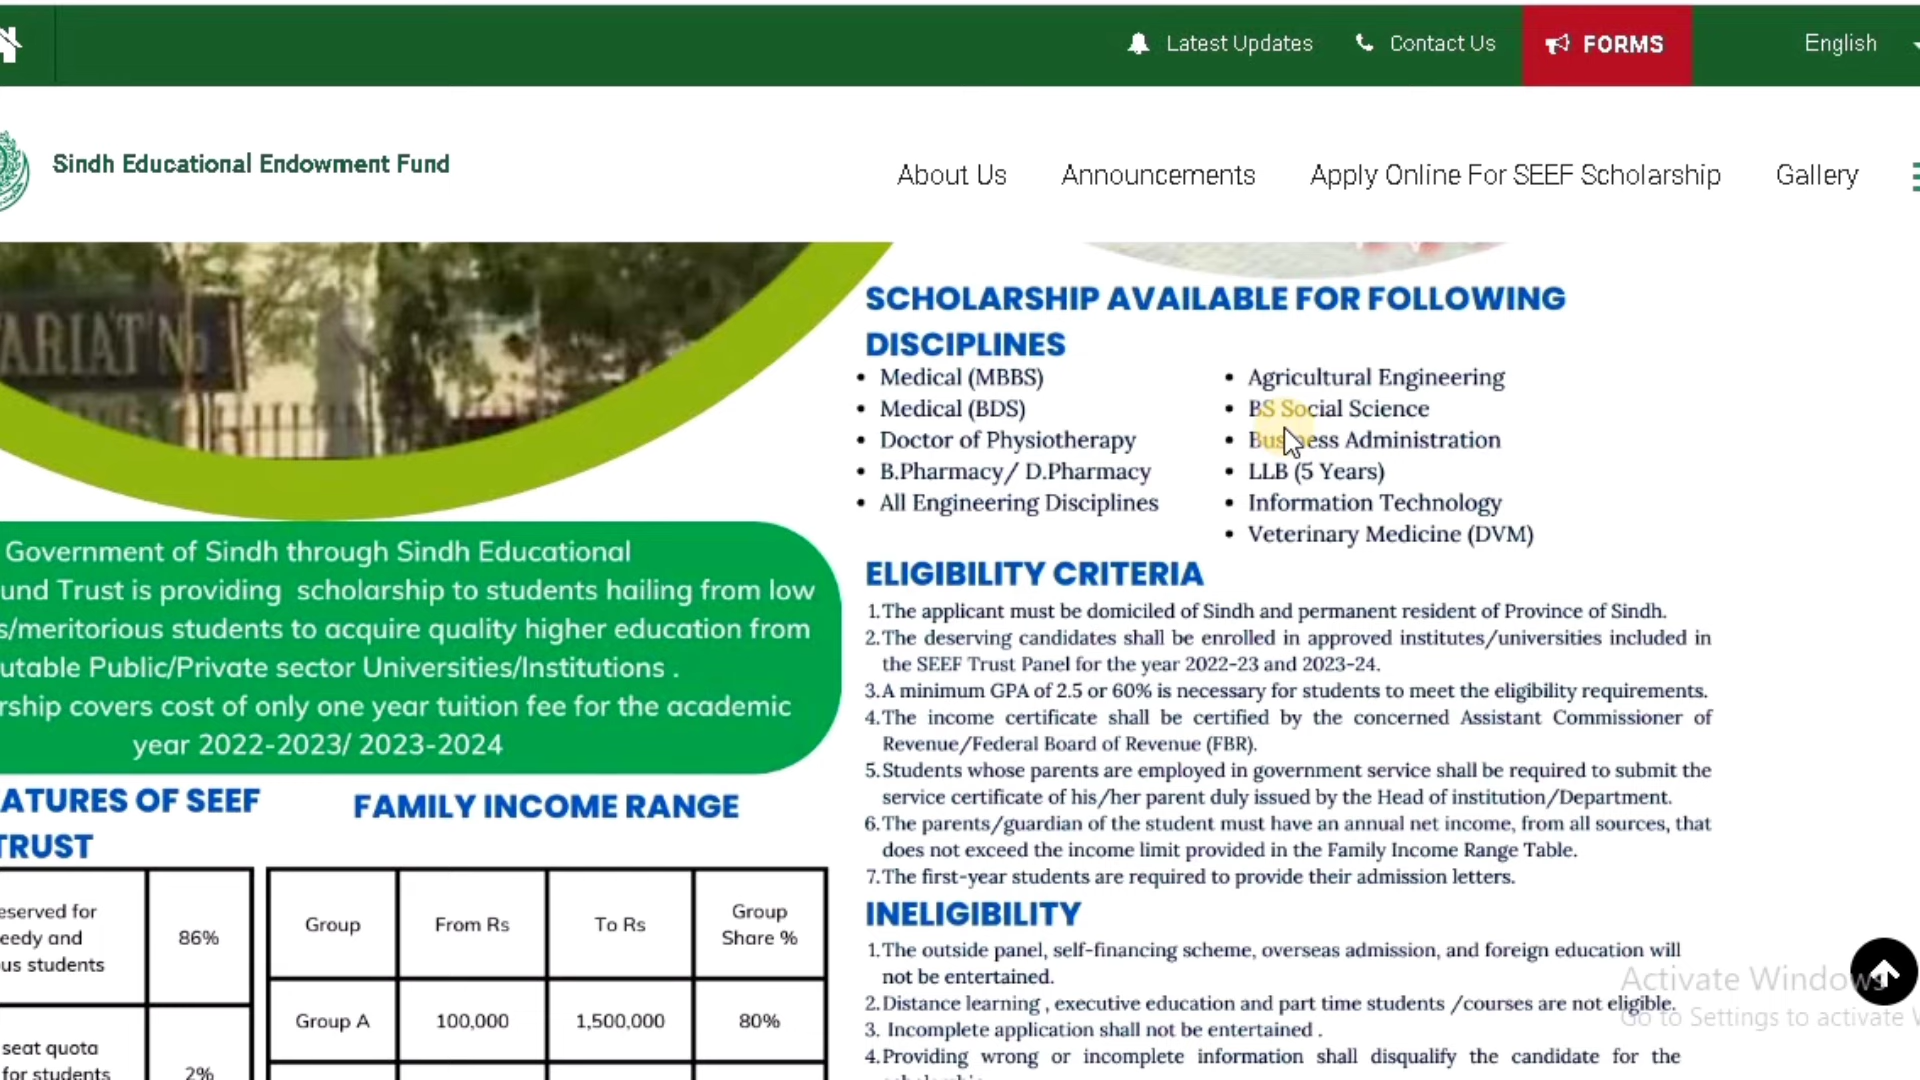 Latest Updates
Contact Us
FORMS
English
Sindh Educational Endowment Fund
About Us
Announcements
Apply Online For SEEF Scholarship
Gallery
ARIAT No
SCHOLARSHIP AVAILABLE FOR FOLLOWING
DISCIPLINES
• Medical (MBBS)
• Medical (BDS)
• Doctor of Physiotherapy
• B.Pharmacy/ D.Pharmacy
• All Engineering Disciplines
• Agricultural Engineering
• BS Social Science
• Business Administration
• LLB (5 Years)
• Information Technology
• Veterinary Medicine (DVM)
Government of Sindh through Sindh Educational
und Trust is providing scholarship to students hailing from low
s/meritorious students to acquire quality higher education from
utable Public/Private sector Universities/Institutions .
rship covers cost of only one year tuition fee for the academic
year 2022-2023/ 2023-2024
ATURES OF SEEF
TRUST
eserved for
eedy and
us students
86%
seat quota
for students
2%
FAMILY INCOME RANGE
Group
From Rs
To Rs
Group
Share %
Group A
100,000
1,500,000
80%
ELIGIBILITY CRITERIA
1.The applicant must be domiciled of Sindh and permanent resident of Province of Sindh.
2.The deserving candidates shall be enrolled in approved institutes/universities included in
the SEEF Trust Panel for the year 2022-23 and 2023-24.
3.A minimum GPA of 2.5 or 60% is necessary for students to meet the eligibility requirements.
4.The income certificate shall be certified by the concerned Assistant Commissioner of
Revenue/Federal Board of Revenue (FBR).
5.Students whose parents are employed in government service shall be required to submit the
service certificate of his/her parent duly issued by the Head of institution/Department.
6.The parents/guardian of the student must have an annual net income, from all sources, that
does not exceed the income limit provided in the Family Income Range Table.
7.The first-year students are required to provide their admission letters.
INELIGIBILITY
1.The outside panel, self-financing scheme, overseas admission, and foreign education will
not be entertained.
2.Distance learning , executive education and part time students /courses are not eligible.
3. Incomplete application shall not be entertained .
4.Providing wrong or incomplete information shall disqualify the candidate for the
Activate Windows
Go to Settings to activate W